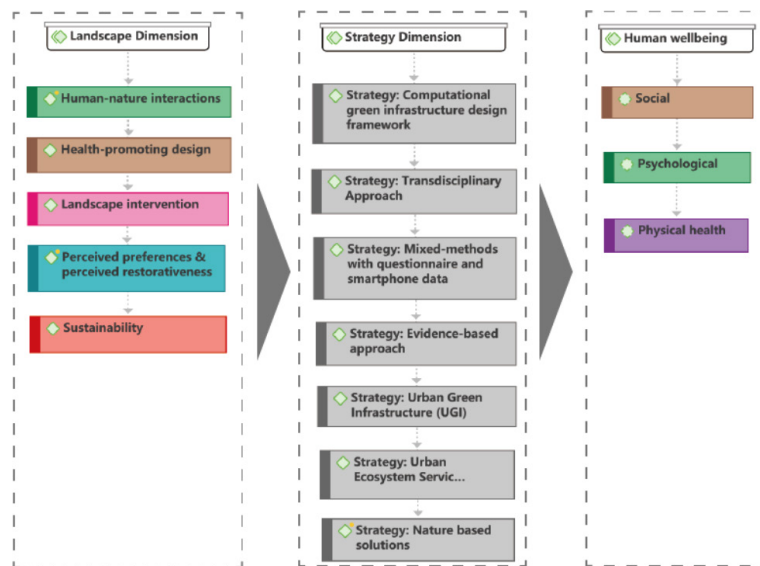 Landscape Dimension
Human-nature interactions
Health-promoting design
Landscape intervention
Perceived preferences &
perceived restorativeness
Sustainability
Strategy Dimension
Strategy: Computational
green infrastructure design
framework
Strategy: Transdisciplinary
Approach
Strategy: Mixed-methods
with questionnaire and
smartphone data
Strategy: Evidence-based
approach
Strategy: Urban Green
Infrastructure (UGI)
Strategy: Urban
Ecosystem Servic...
Strategy: Nature based
solutions
Human wellbeing
Social
Psychological
Physical health